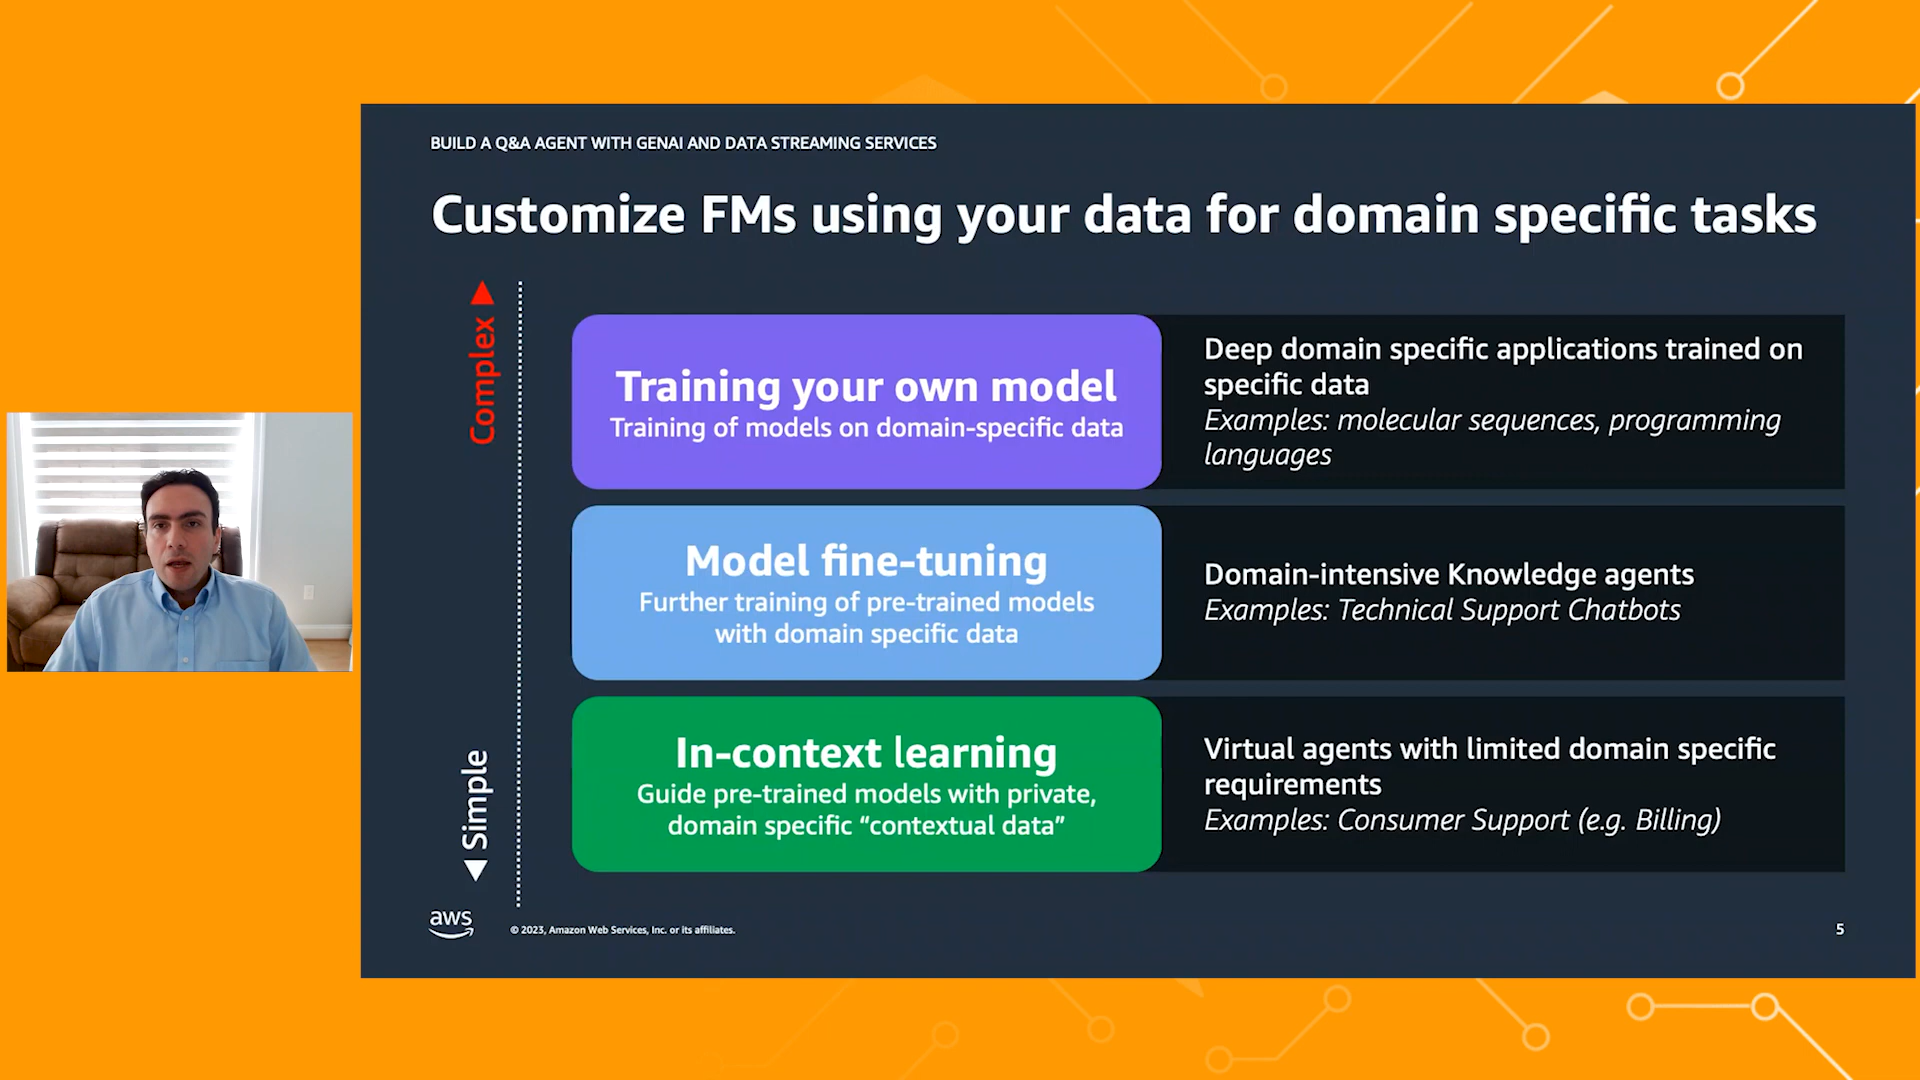 BUILD A Q&A AGENT WITH GENAI AND DATA STREAMING SERVICES
Customize FMs using your data for domain specific tasks
Complex
Training your own model
Training of models on domain-specific data
Deep domain specific applications trained on
specific data
Examples: molecular sequences, programming
languages
Model fine-tuning
Further training of pre-trained models
with domain specific data
Domain-intensive Knowledge agents
Examples: Technical Support Chatbots
Simple
In-context learning
Guide pre-trained models with private,
domain specific “contextual data”
Virtual agents with limited domain specific
requirements
Examples: Consumer Support (e.g. Billing)
aws
© 2023, Amazon Web Services, Inc. or its affiliates.
5